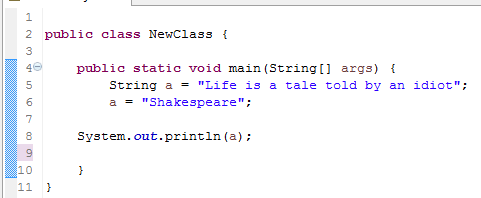 1
2 public class NewClass {
3
4 public static void main(String[] args) {
5 String a = "Life is a tale told by an idiot";
6 a = "Shakespeare";
7
8 System.out.println(a);
9
10 }
11 }